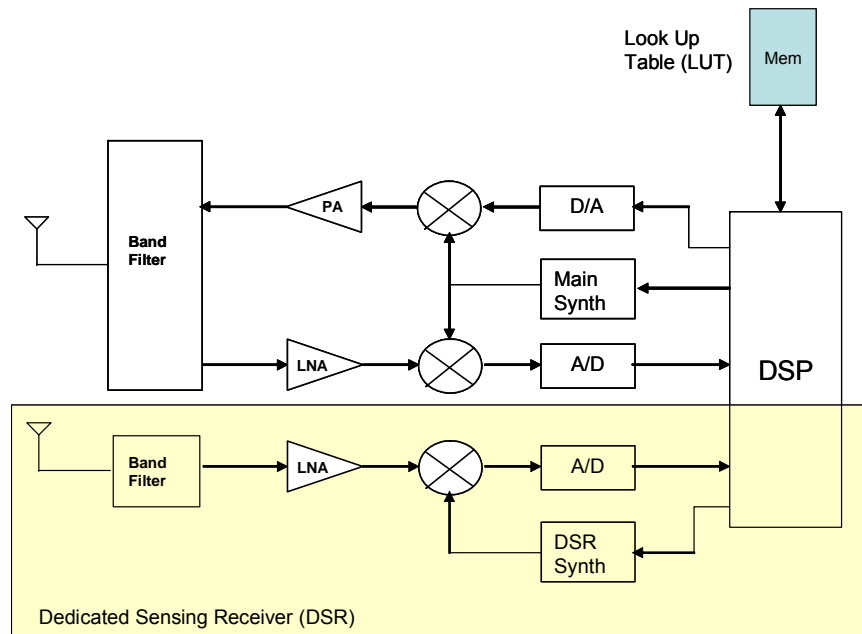 Look Up
Table (LUT)
Mem
Band
Filter
PA
D/A
Main
Synth
LNA
A/D
DSP
Band
Filter
LNA
A/D
DSR
Synth
Dedicated Sensing Receiver (DSR)